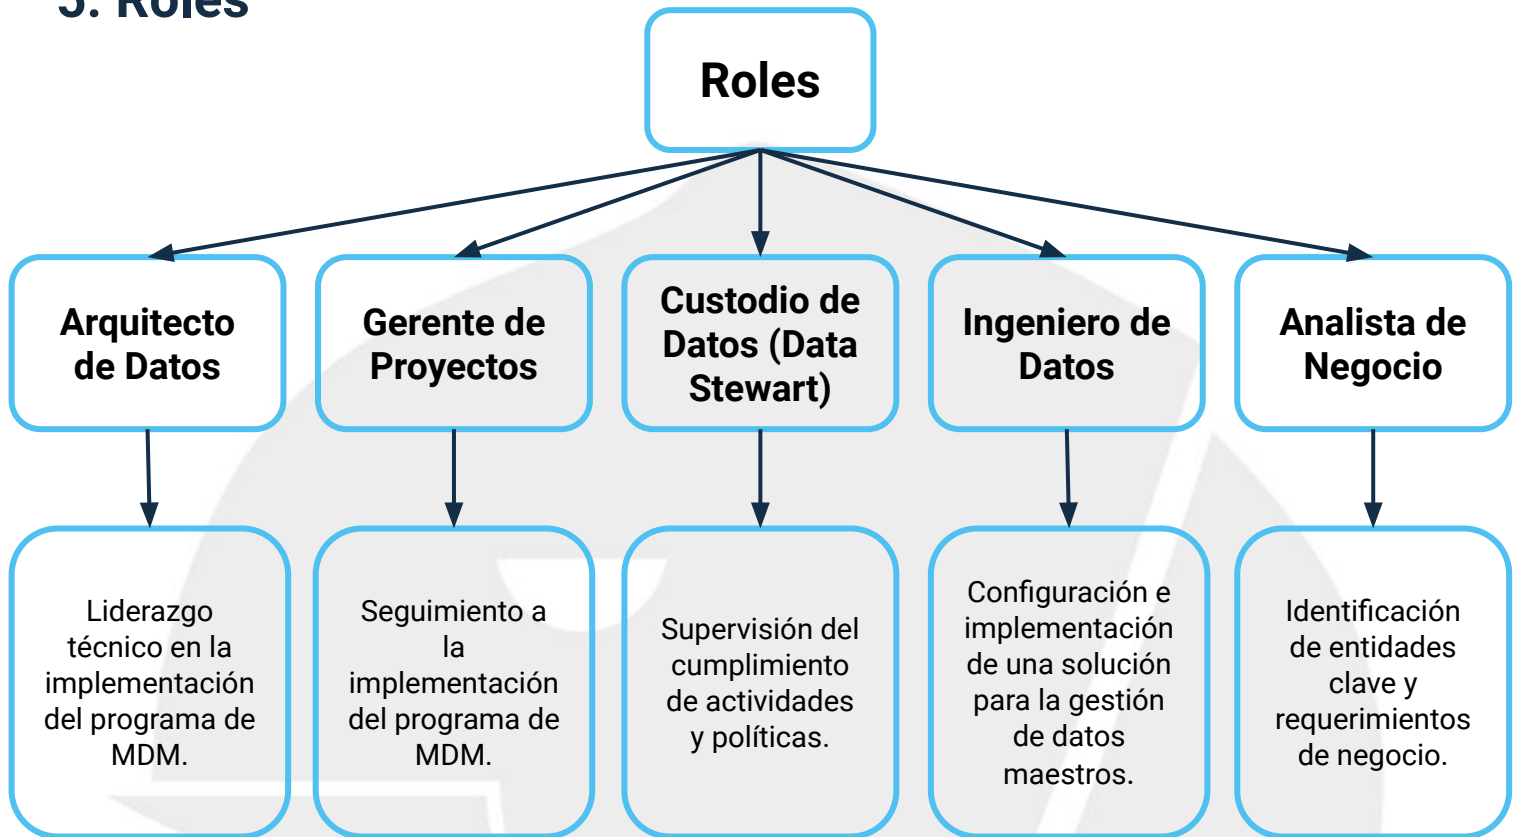 3. Roles
Roles
Arquitecto
de Datos
Gerente de
Proyectos
Custodio de
Datos (Data
Stewart)
Ingeniero de
Datos
Analista de
Negocio
Liderazgo
técnico en la
implementación
del programa de
MDM.
Seguimiento a
la
implementación
del programa de
MDM.
Supervisión del
cumplimiento
de actividades
y políticas.
Configuración e
implementación
de una solución
para la gestión
de datos
maestros.
Identificación
de entidades
clave y
requerimientos
de negocio.